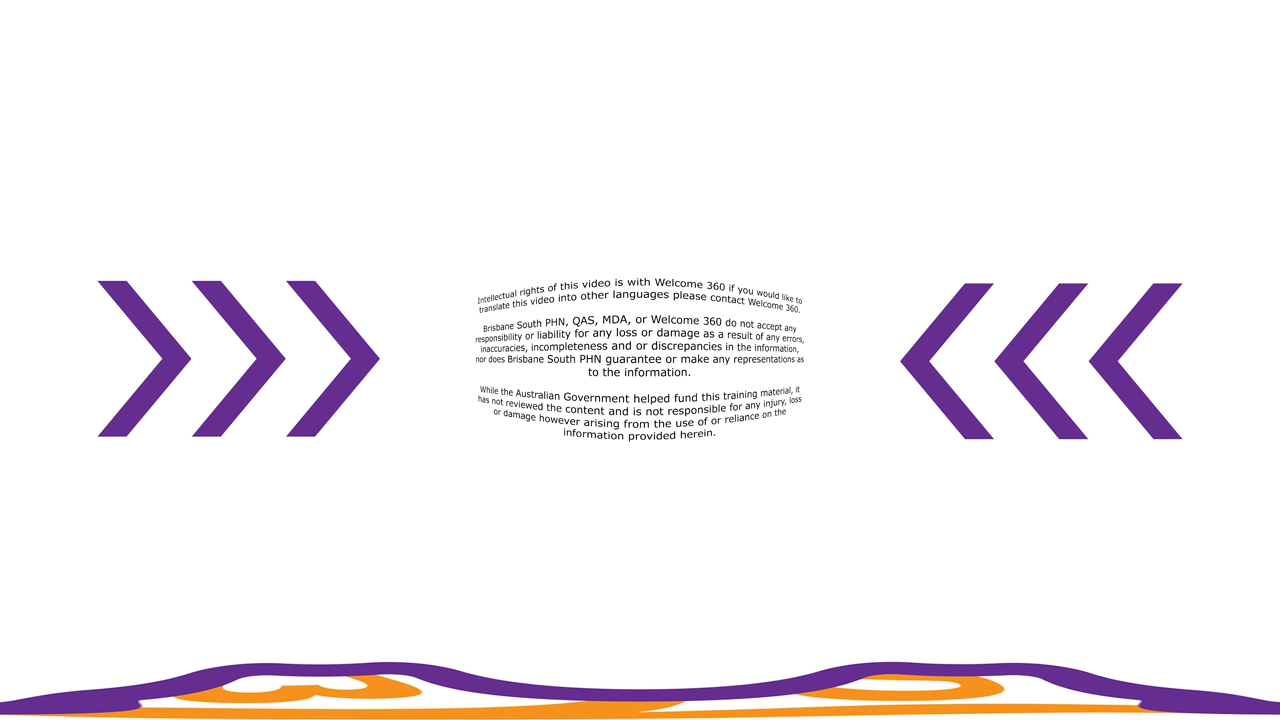 Intellectual rights of this video is with Welcome 360 if you would like to
translate this video into other languages please contact Welcome 360.
Brisbane South PHN, QAS, MDA, or Welcome 360 do not accept any
responsibility or liability for any loss or damage as a result of any errors,
inaccuracies, incompleteness and or discrepancies in the information,
nor does Brisbane South PHN guarantee or make any representations as
to the information.
While the Australian Government helped fund this training material, it
has not reviewed the content and is not responsible for any injury, loss
or damage however arising from the use of or reliance on the
information provided herein.